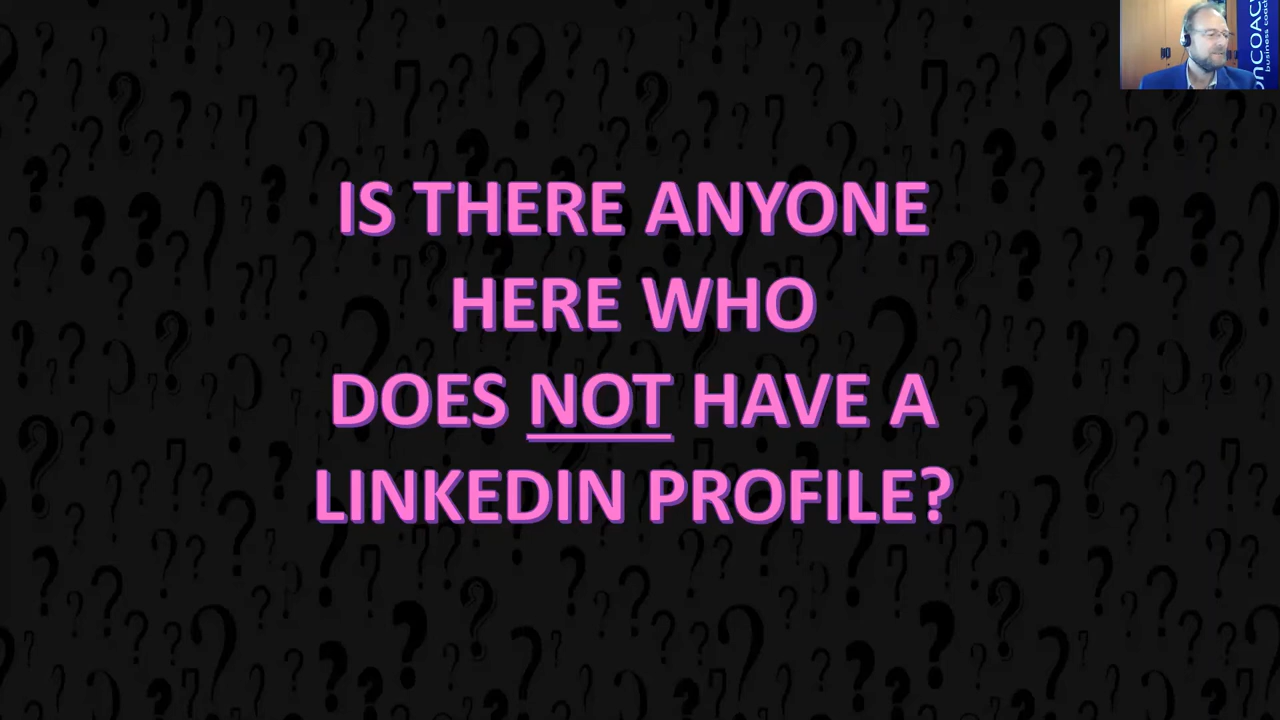 IS THERE ANYONE
HERE WHO
DOES NOT HAVE A
LINKEDIN PROFILE?